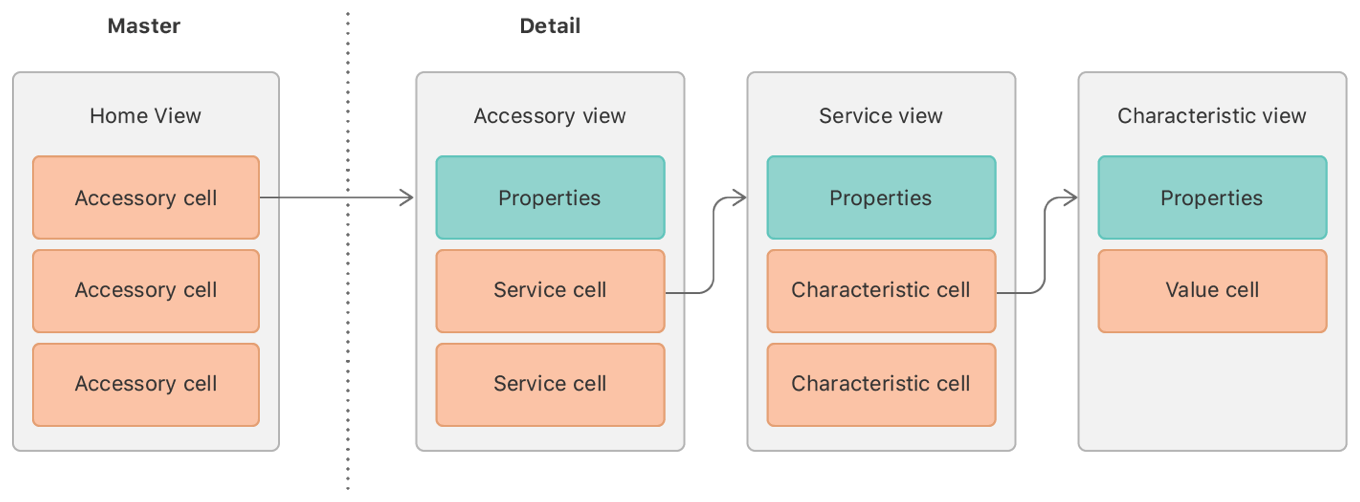 Master
Detail
Home View
Accessory cell
Accessory cell
Accessory cell
Accessory view
Properties
Service cell
Service cell
Service view
Properties
Characteristic cell
Characteristic cell
Characteristic view
Properties
Value cell